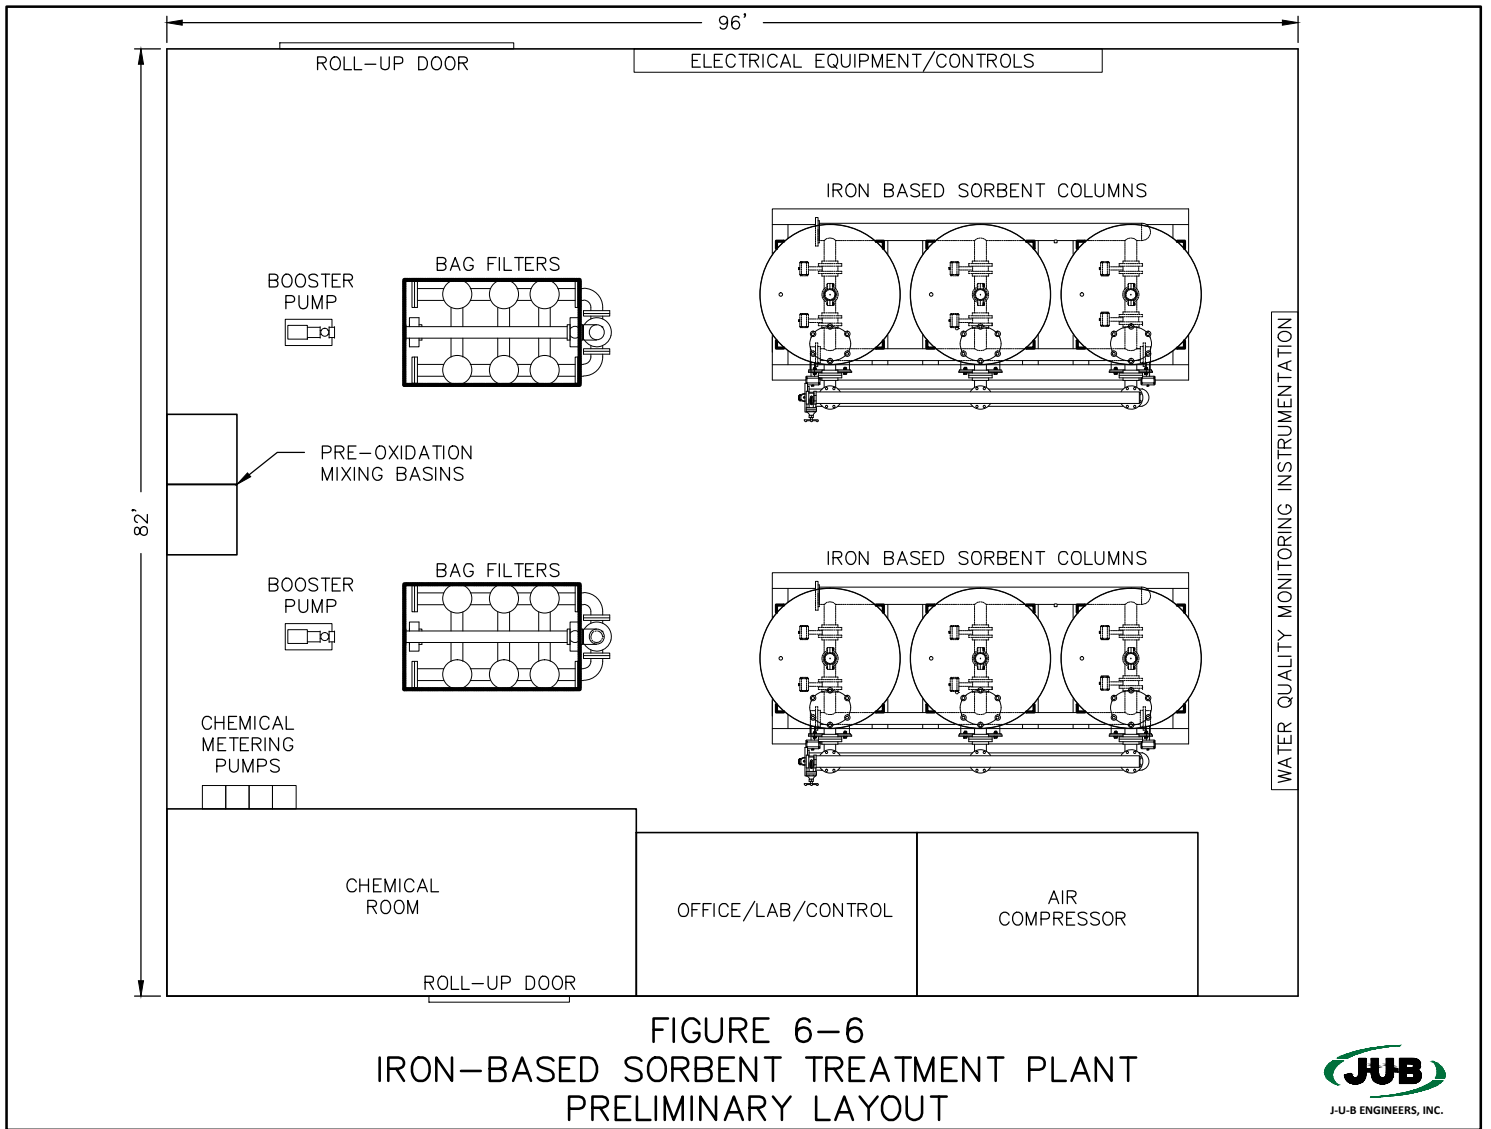 96'
ROLL-UP DOOR
ELECTRICAL EQUIPMENT/CONTROLS
IRON BASED SORBENT COLUMNS
BAG FILTERS
BOOSTER
PUMP
WATER QUALITY MONITORING INSTRUMENTATION
PRE-OXIDATION
MIXING BASINS
82'
IRON BASED SORBENT COLUMNS
BAG FILTERS
BOOSTER
PUMP
CHEMICAL
METERING
PUMPS
CHEMICAL
ROOM
OFFICE/LAB/CONTROL
AIR
COMPRESSOR
ROLL-UP DOOR
FIGURE 6-6
IRON-BASED SORBENT TREATMENT PLANT
PRELIMINARY LAYOUT
J-U-B
J-U-B ENGINEERS, INC.